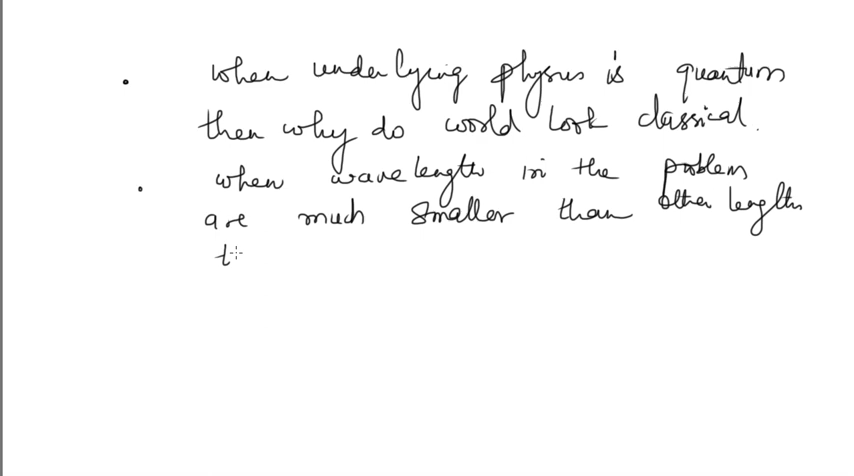 . when underlying physics is quantum
then why do world look classical.
. when wavelength in the problem
are much smaller than other lengths
t